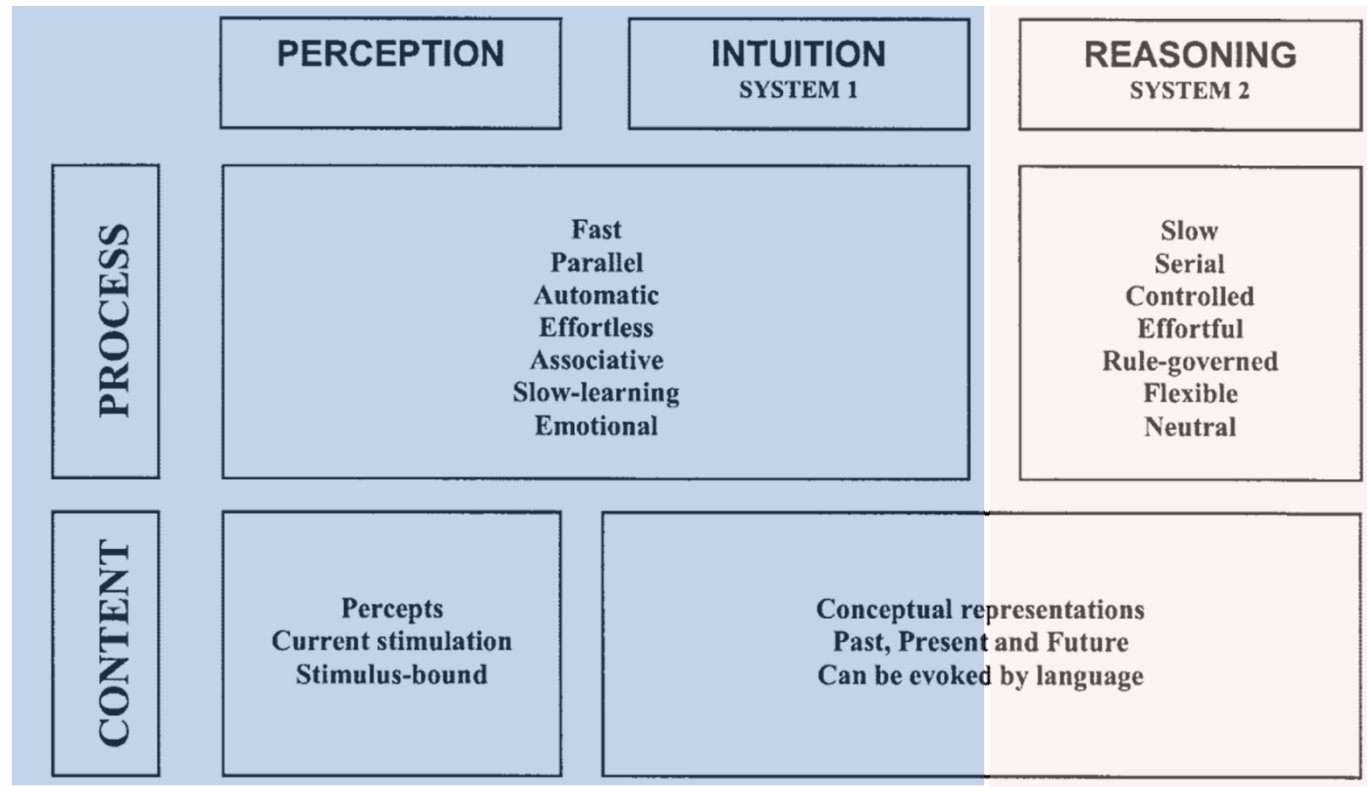 PERCEPTION
INTUITION
SYSTEM 1
REASONING
SYSTEM 2
PROCESS
Fast
Parallel
Automatic
Effortless
Associative
Slow-learning
Emotional
Slow
Serial
Controlled
Effortful
Rule-governed
Flexible
Neutral
CONTENT
Percepts
Current stimulation
Stimulus-bound
Conceptual representations
Past, Present and Future
Can be evoked by language